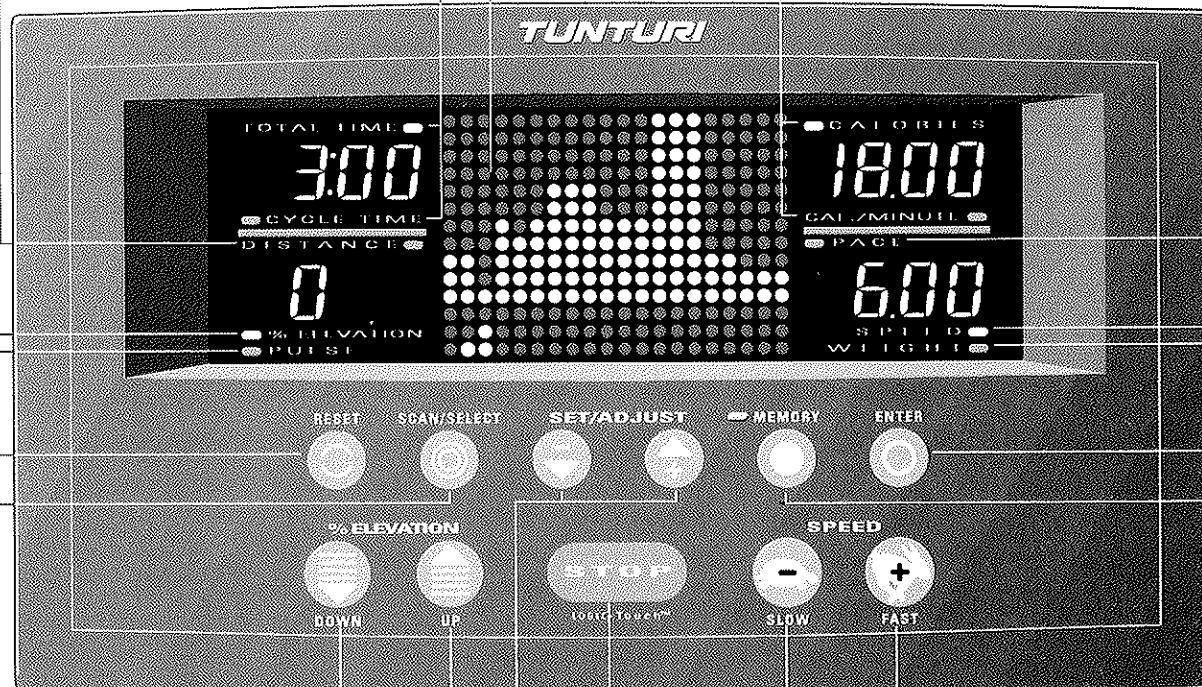 TUNTURI
TOTAL TIME
3:00
CYCLE TIME
DISTANCE
0
% ELEVATION
PULSE
CALORIES
18.00
CAL./MINUTE
PACE
6.00
SPEED
WEIGHT
RESET SCAN/SELECT SET/ADJUST MEMORY ENTER
% ELEVATION SPEED
STOP - +
DOWN UP SLOW FAST